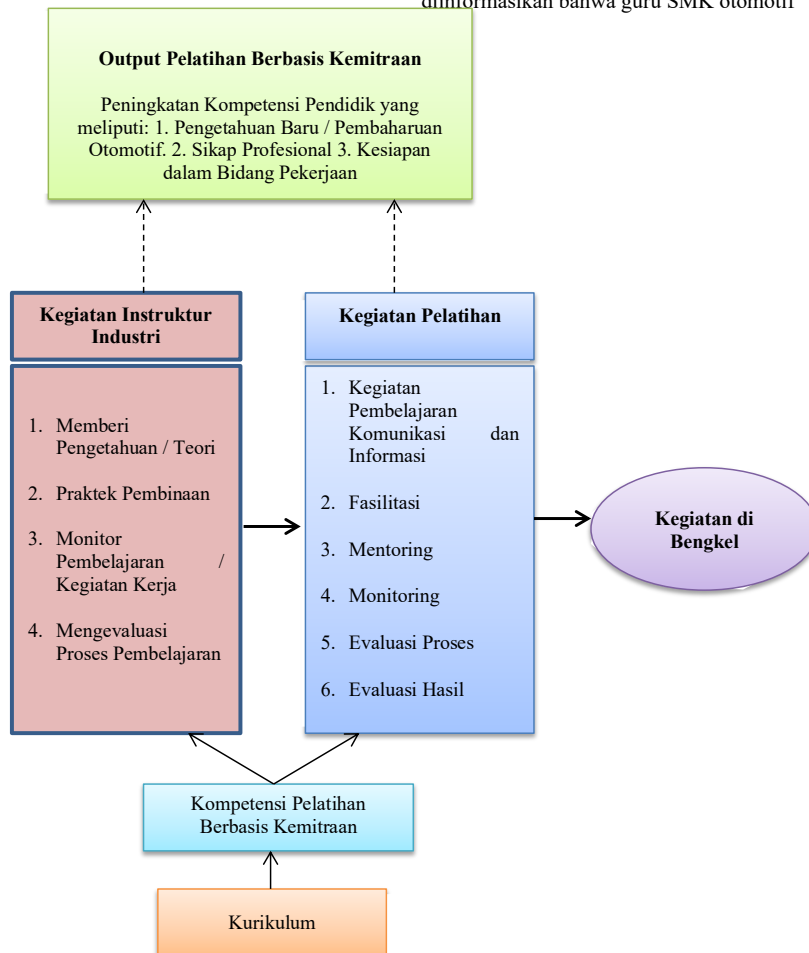 diinformasikan bahwa guru SMK otomotif
Output Pelatihan Berbasis Kemitraan
Peningkatan Kompetensi Pendidik yang
meliputi: 1. Pengetahuan Baru / Pembaharuan
Otomotif. 2. Sikap Profesional 3. Kesiapan
dalam Bidang Pekerjaan
Kegiatan Instruktur
Industri
1. Memberi
Pengetahuan / Teori
2. Praktek Pembinaan
3. Monitor
Pembelajaran /
Kegiatan Kerja
4. Mengevaluasi
Proses Pembelajaran
Kegiatan Pelatihan
1. Kegiatan
Pembelajaran
Komunikasi dan
Informasi
2. Fasilitasi
3. Mentoring
4. Monitoring
5. Evaluasi Proses
6. Evaluasi Hasil
Kegiatan di
Bengkel
Kompetensi Pelatihan
Berbasis Kemitraan
Kurikulum